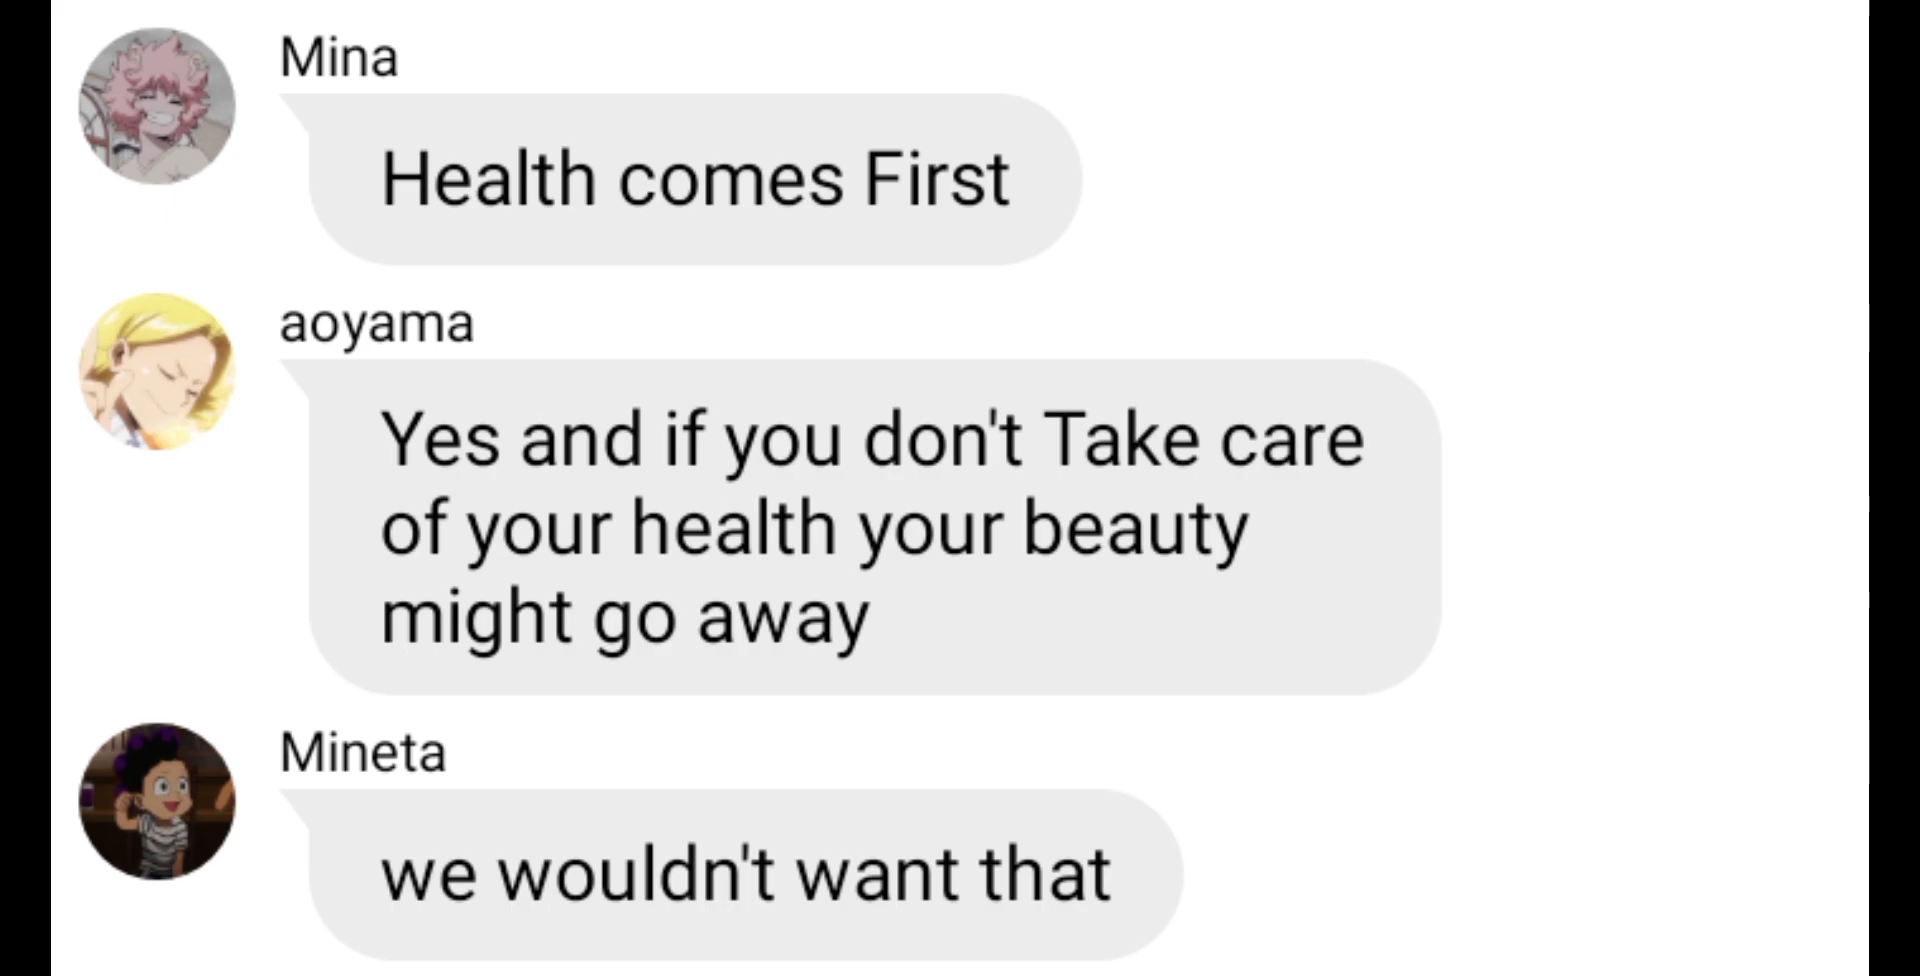 Mina
Health comes First
aoyama
Yes and if you don't Take care
of your health your beauty
might go away
Mineta
we wouldn't want that